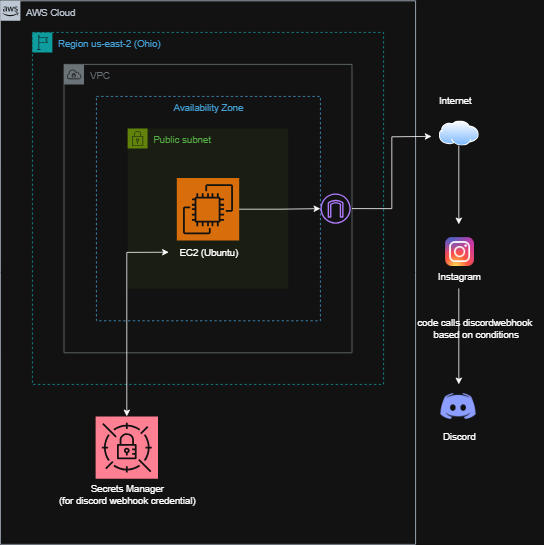 aws
AWS Cloud
Region us-east-2 (Ohio)
VPC
Availability Zone
Public subnet
EC2 (Ubuntu)
Internet
Instagram
code calls discordwebhook
based on conditions
Discord
Secrets Manager
(for discord webhook credential)